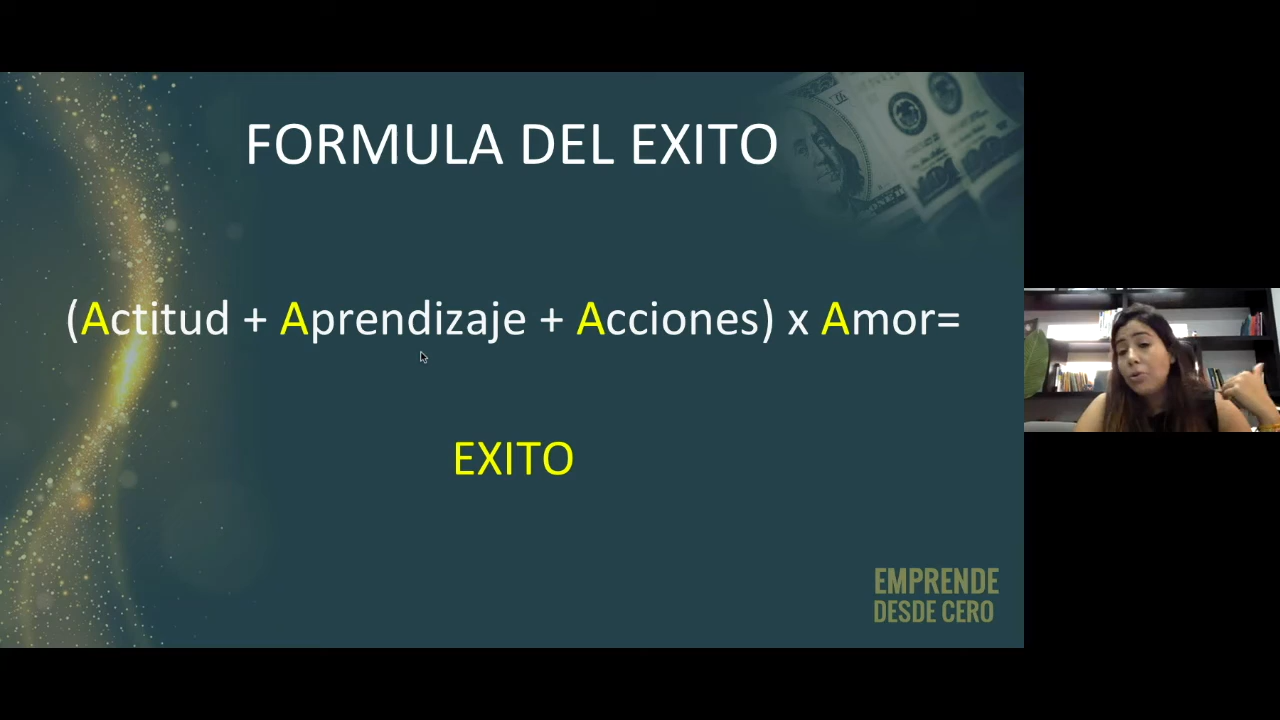 FORMULA DEL EXITO
(Actitud + Aprendizaje + Acciones) x Amor=
EXITO
EMPRENDE
DESDE CERO